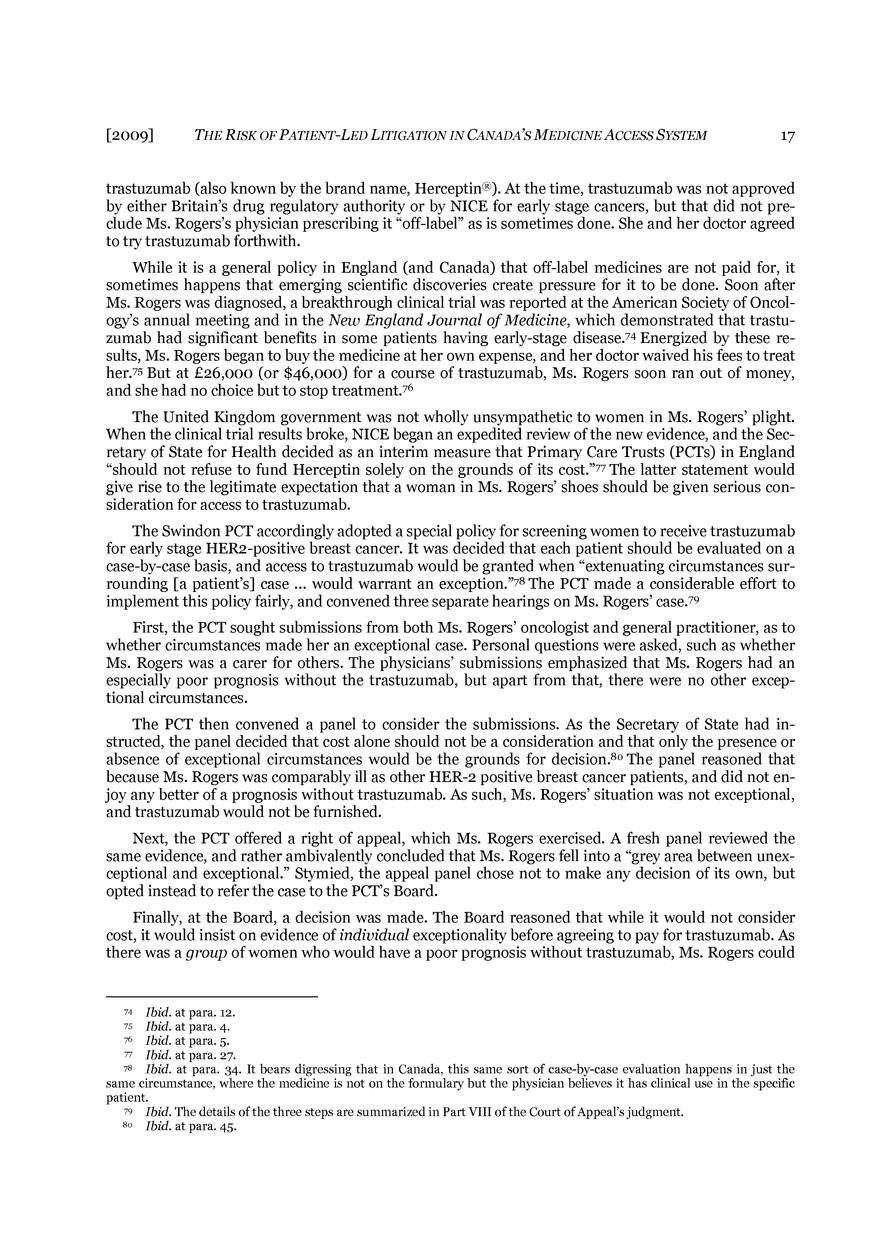 [2009] THE RISK OF PATIENT-LED LITIGATION IN CANADA'S MEDICINE ACCESS SYSTEM 17
trastuzumab (also known by the brand name, Herceptin®). At the time, trastuzumab was not approved
by either Britain's drug regulatory authority or by NICE for early stage cancers, but that did not pre-
clude Ms. Rogers's physician prescribing it “off-label” as is sometimes done. She and her doctor agreed
to try trastuzumab forthwith.
While it is a general policy in England (and Canada) that off-label medicines are not paid for, it
sometimes happens that emerging scientific discoveries create pressure for it to be done. Soon after
Ms. Rogers was diagnosed, a breakthrough clinical trial was reported at the American Society of Oncol-
ogy's annual meeting and in the New England Journal of Medicine, which demonstrated that trastu-
zumab had significant benefits in some patients having early-stage disease.74 Energized by these re-
sults, Ms. Rogers began to buy the medicine at her own expense, and her doctor waived his fees to treat
her.75 But at £26,000 (or $46,000) for a course of trastuzumab, Ms. Rogers soon ran out of money,
and she had no choice but to stop treatment.76
The United Kingdom government was not wholly unsympathetic to women in Ms. Rogers' plight.
When the clinical trial results broke, NICE began an expedited review of the new evidence, and the Sec-
retary of State for Health decided as an interim measure that Primary Care Trusts (PCTs) in England
“should not refuse to fund Herceptin solely on the grounds of its cost.”77 The latter statement would
give rise to the legitimate expectation that a woman in Ms. Rogers' shoes should be given serious con-
sideration for access to trastuzumab.
The Swindon PCT accordingly adopted a special policy for screening women to receive trastuzumab
for early stage HER2-positive breast cancer. It was decided that each patient should be evaluated on a
case-by-case basis, and access to trastuzumab would be granted when “extenuating circumstances sur-
rounding [a patient's] case ... would warrant an exception.”78 The PCT made a considerable effort to
implement this policy fairly, and convened three separate hearings on Ms. Rogers' case.79
First, the PCT sought submissions from both Ms. Rogers' oncologist and general practitioner, as to
whether circumstances made her an exceptional case. Personal questions were asked, such as whether
Ms. Rogers was a carer for others. The physicians' submissions emphasized that Ms. Rogers had an
especially poor prognosis without the trastuzumab, but apart from that, there were no other excep-
tional circumstances.
The PCT then convened a panel to consider the submissions. As the Secretary of State had in-
structed, the panel decided that cost alone should not be a consideration and that only the presence or
absence of exceptional circumstances would be the grounds for decision.80 The panel reasoned that
because Ms. Rogers was comparably ill as other HER-2 positive breast cancer patients, and did not en-
joy any better of a prognosis without trastuzumab. As such, Ms. Rogers' situation was not exceptional,
and trastuzumab would not be furnished.
Next, the PCT offered a right of appeal, which Ms. Rogers exercised. A fresh panel reviewed the
same evidence, and rather ambivalently concluded that Ms. Rogers fell into a “grey area between unex-
ceptional and exceptional.” Stymied, the appeal panel chose not to make any decision of its own, but
opted instead to refer the case to the PCT's Board.
Finally, at the Board, a decision was made. The Board reasoned that while it would not consider
cost, it would insist on evidence of individual exceptionality before agreeing to pay for trastuzumab. As
there was a group of women who would have a poor prognosis without trastuzumab, Ms. Rogers could
74 Ibid. at para. 12.
75 Ibid. at para. 4.
76 Ibid. at para. 5.
77 Ibid. at para. 27.
78 Ibid. at para. 34. It bears digressing that in Canada, this same sort of case-by-case evaluation happens in just the
same circumstance, where the medicine is not on the formulary but the physician believes it has clinical use in the specific
patient.
79 Ibid. The details of the three steps are summarized in Part VIII of the Court of Appeal's judgment.
80 Ibid. at para. 45.